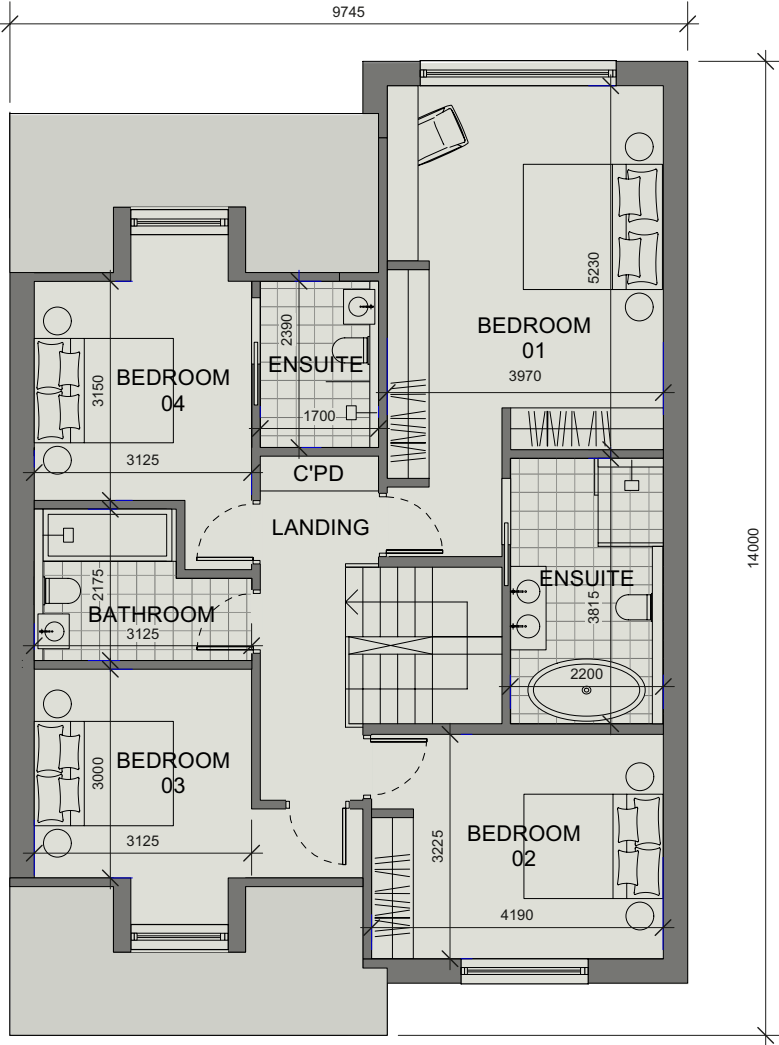 9745
14000
5230
BEDROOM
01
3970
2390
ENSUITE
1700
BEDROOM
04
3150
3125
C'PD
LANDING
2175
BATHROOM
3125
ENSUITE
3815
2200
BEDROOM
03
3000
3125
BEDROOM
02
3225
4190